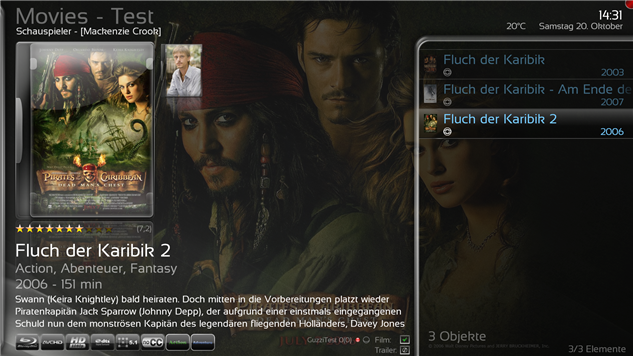 Movies - Test
Schauspieler - [Mackenzie Crook]
14:31
20°C Samstag 20. Oktober
Fluch der Karibik
2003
Fluch der Karibik - Am Ende de
2007
Fluch der Karibik 2
2006
PIRATES of the CARIBBEAN
DEAD MAN'S CHEST
(7,2)
Fluch der Karibik 2
Action, Abenteuer, Fantasy
2006 - 151 min
Swann (Keira Knightley) bald heiraten. Doch mitten in die Vorbereitungen platzt wieder
Piratenkapitän Jack Sparrow (Johnny Depp), der aufgrund einer einstmals eingegangenen
Schuld nun dem monströsen Kapitän des legendären fliegenden Holländers, Davey Jones
AVCHD HD 5.1 CC
GuzziTest D(0) Film:
Trailer:
3 Objekte
3/3 Elemente